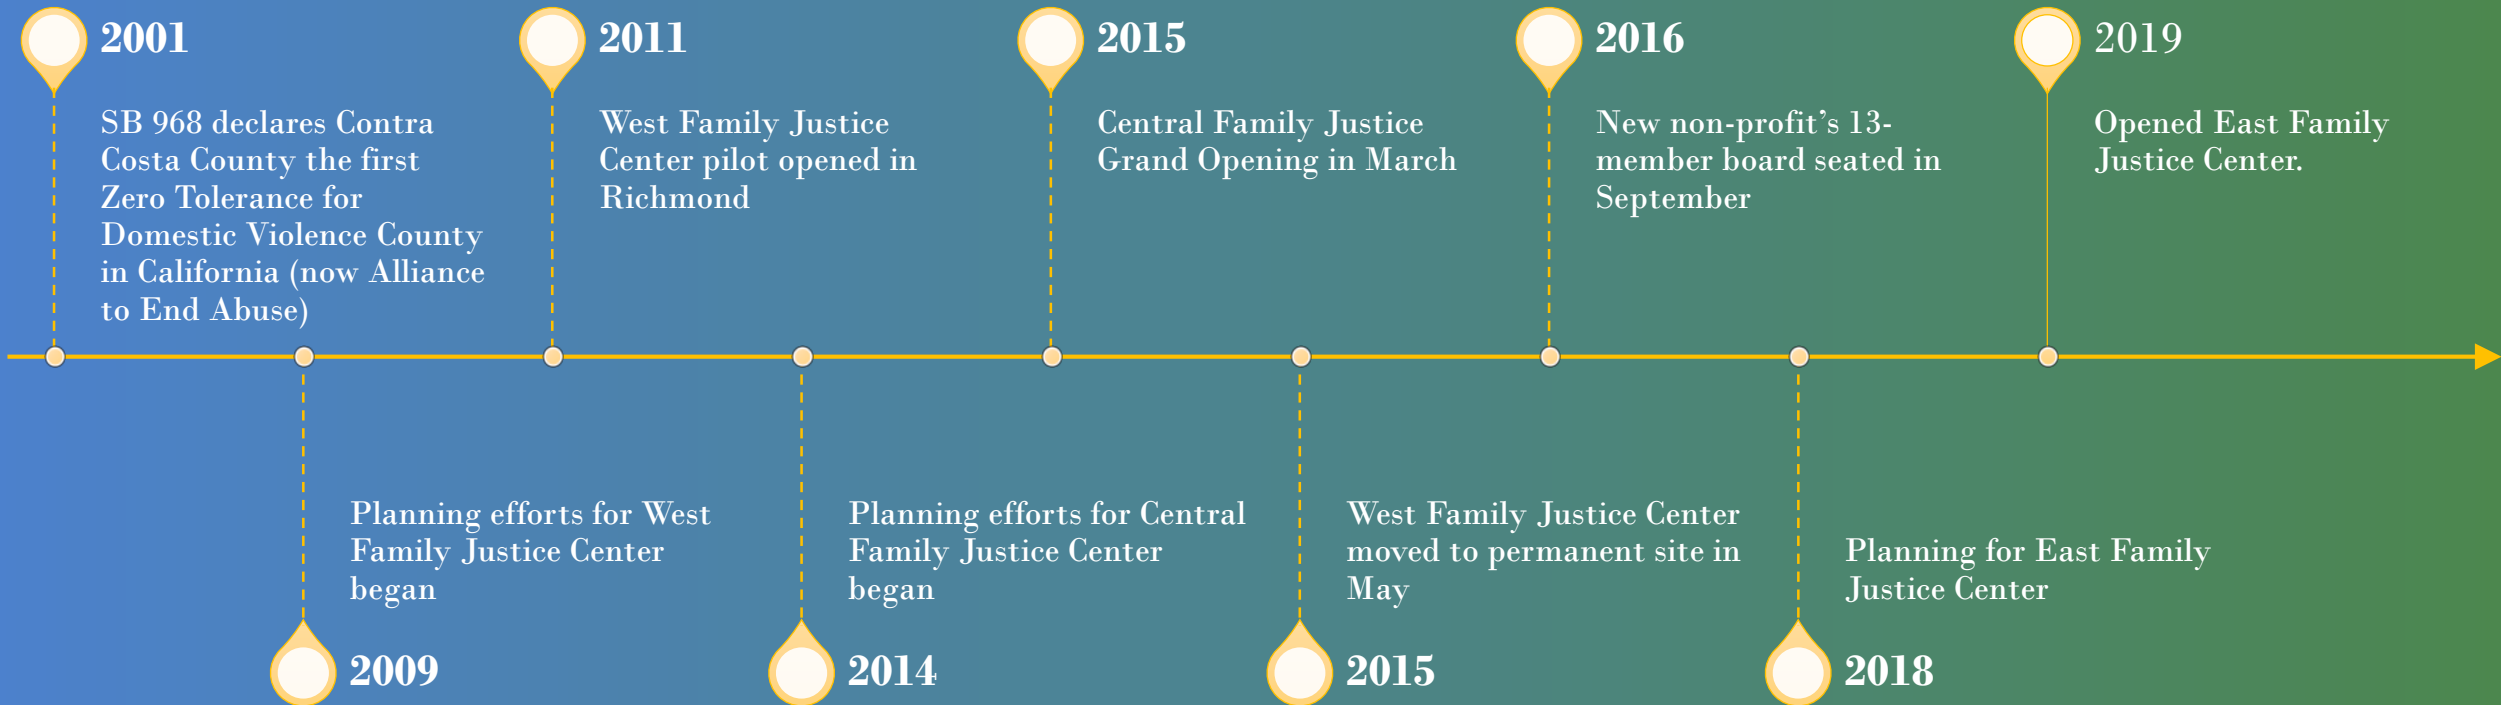 2001
SB 968 declares Contra
Costa County the first
Zero Tolerance for
Domestic Violence County
in California (now Alliance
to End Abuse)
2011
West Family Justice
Center pilot opened in
Richmond
2015
Central Family Justice
Grand Opening in March
2016
New non-profit’s 13-
member board seated in
September
2019
Opened East Family
Justice Center.
Planning efforts for West
Family Justice Center
began
2009
Planning efforts for Central
Family Justice Center
began
2014
West Family Justice Center
moved to permanent site in
May
2015
Planning for East Family
Justice Center
2018